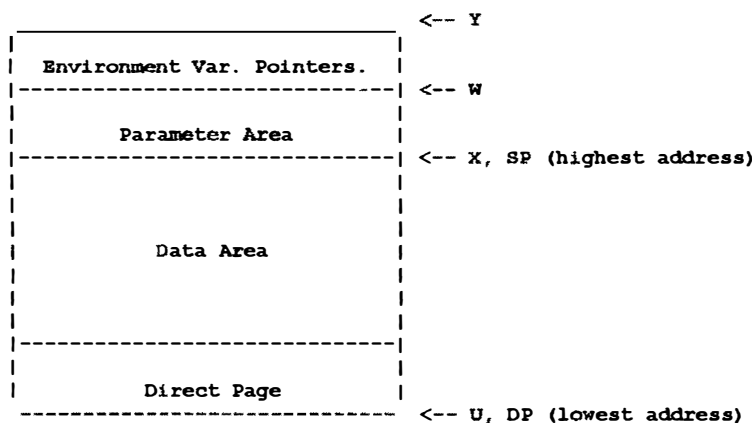 <-- Y
Environment Var. Pointers.
<-- W
Parameter Area
<-- X, SP (highest address)
Data Area
Direct Page
<-- U, DP (lowest address)